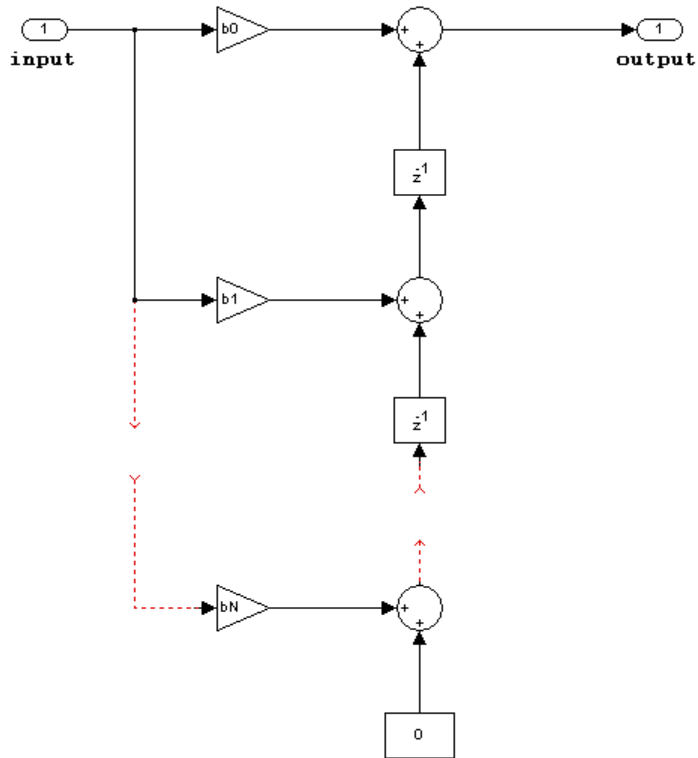 1 b0 + 1
input + output
z-1
b1 +
+
z-1
bN +
+
0